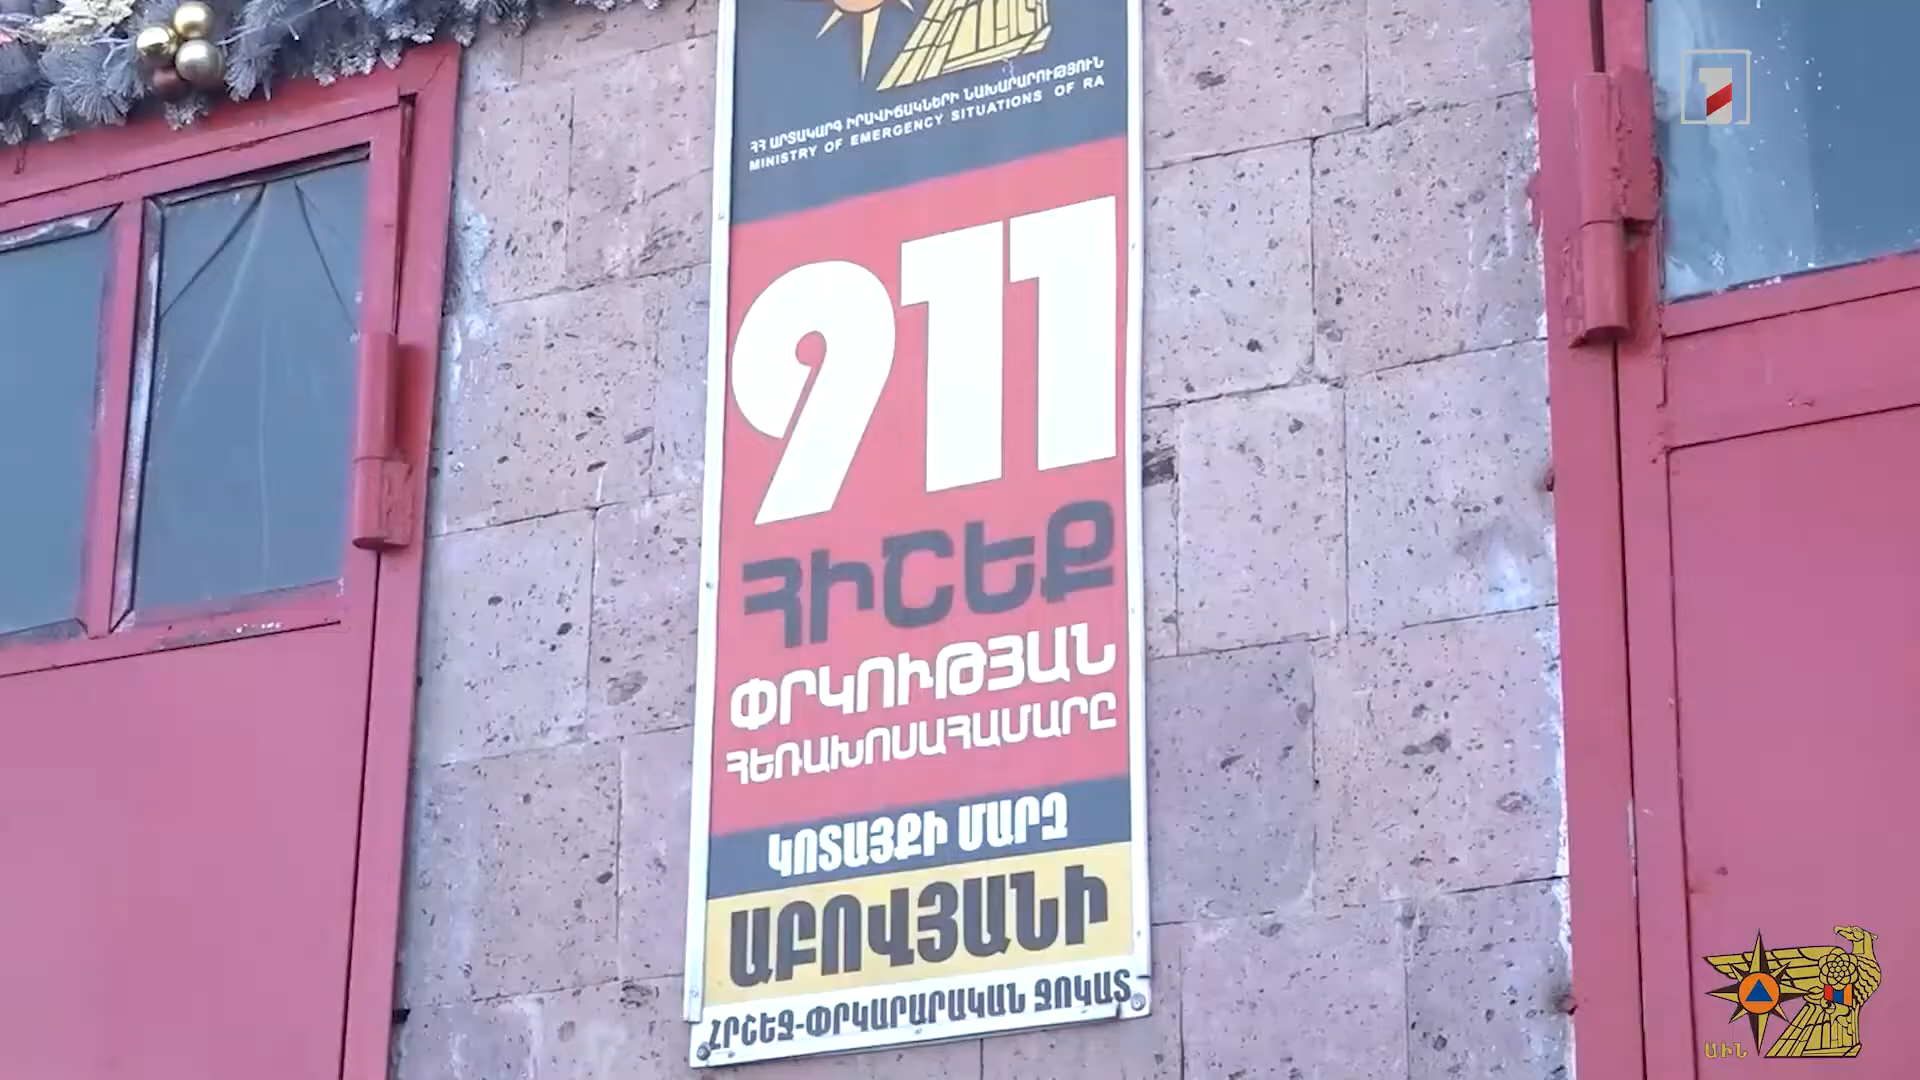 ՀՀ ԱՐՏԱԿԱՐԳ ԻՐԱՎԻՃԱԿՆԵՐԻ ՆԱԽԱՐԱՐՈՒԹՅՈՒՆ
MINISTRY OF EMERGENCY SITUATIONS OF RA
911
ՀԻՇԵՔ
ՓՐԿՈՒԹՅԱՆ
ՀԵՌԱԽՈՍԱՀԱՄԱՐԸ
ԿՈՏԱՅՔԻ ՄԱՐԶ
ԱԲՈՎՅԱՆԻ
ՀՐՇԵՋ-ՓՐԿԱՐԱՐԱԿԱՆ ՋՈԿԱՏ
1
ԱԻՆ